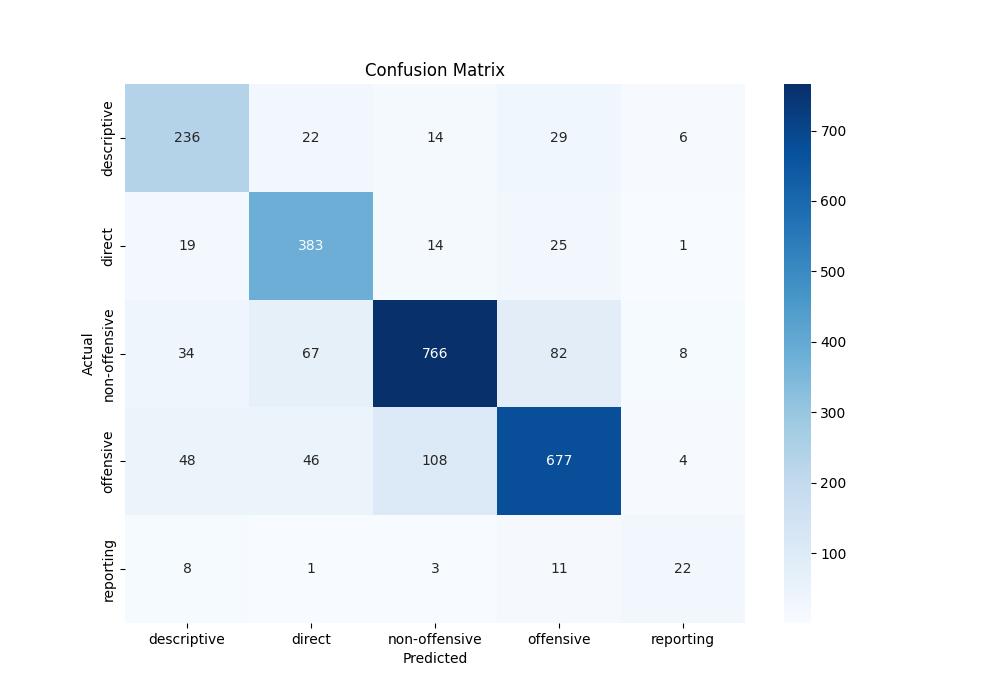 Confusion Matrix
Actual
descriptive
236 22 14 29 6
direct
19 383 14 25 1
non-offensive
34 67 766 82 8
offensive
48 46 108 677 4
reporting
8 1 3 11 22
descriptive direct non-offensive offensive reporting
Predicted
700
600
500
400
300
200
100